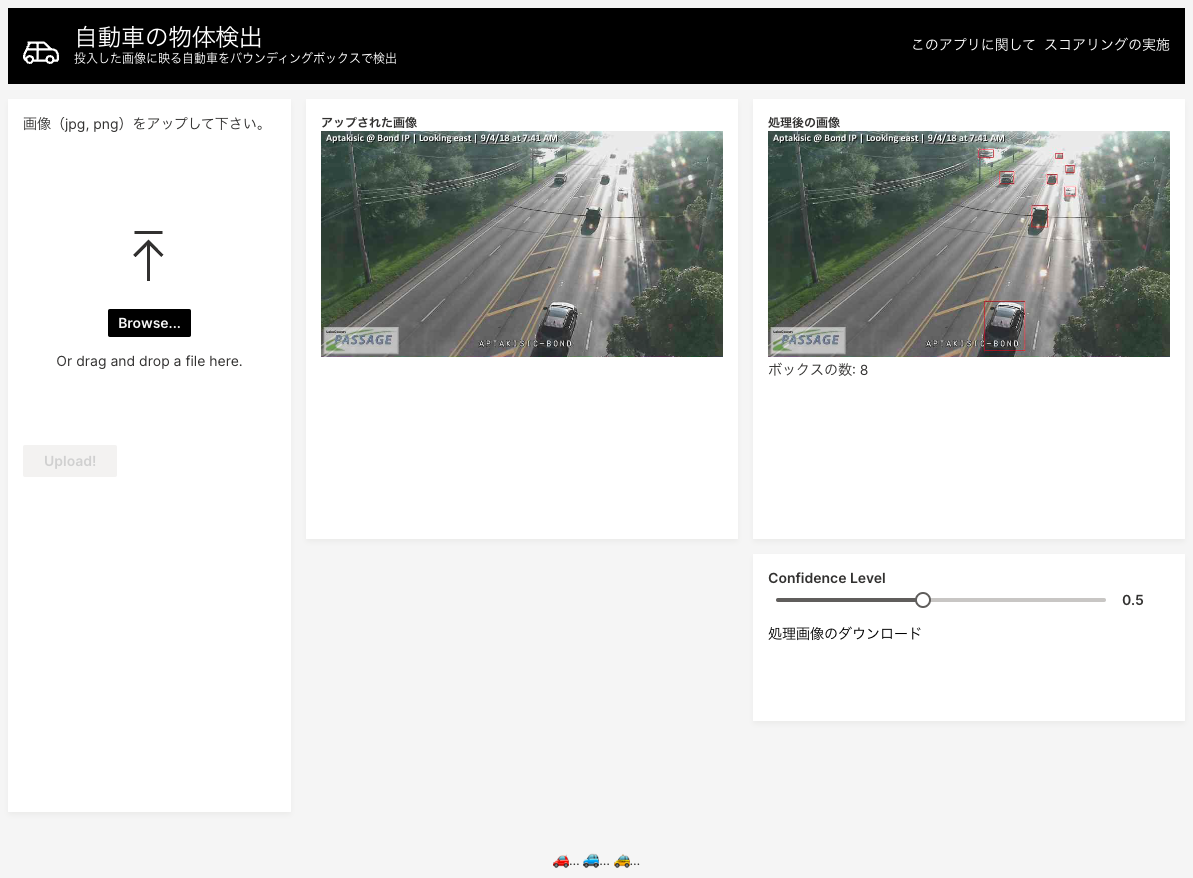 自動車の物体検出
投入した画像に映る自動車をバウンディングボックスで検出
このアプリに関して スコアリングの実施
画像（jpg, png）をアップして下さい。
Browse...
Or drag and drop a file here.
Upload!
アップされた画像
Aptakisic @ Bond IP | Looking east | 9/4/18 at 7:41 AM
PASSAGE
APTAKISIC-BOND
処理後の画像
Aptakisic @ Bond IP | Looking east | 9/4/18 at 7:41 AM
PASSAGE
APTAKISIC-BOND
ボックスの数: 8
Confidence Level
0.5
処理画像のダウンロード
🚗... 🚙... 🚕...